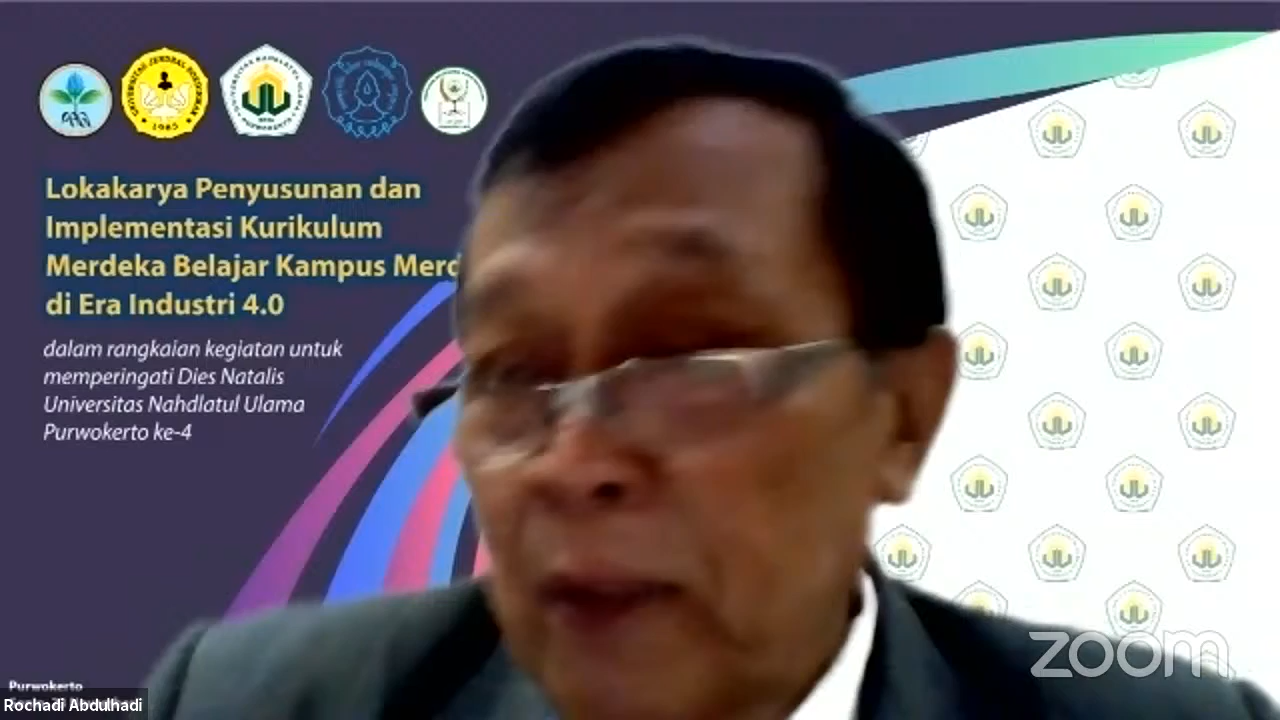 Lokakarya Penyusunan dan
Implementasi Kurikulum
Merdeka Belajar Kampus Merd
di Era Industri 4.0
dalam rangkaian kegiatan untuk
memperingati Dies Natalis
Universitas Nahdlatul Ulama
Purwokerto ke-4
Purwokerto
Rochadi Abdulhadi
zoom